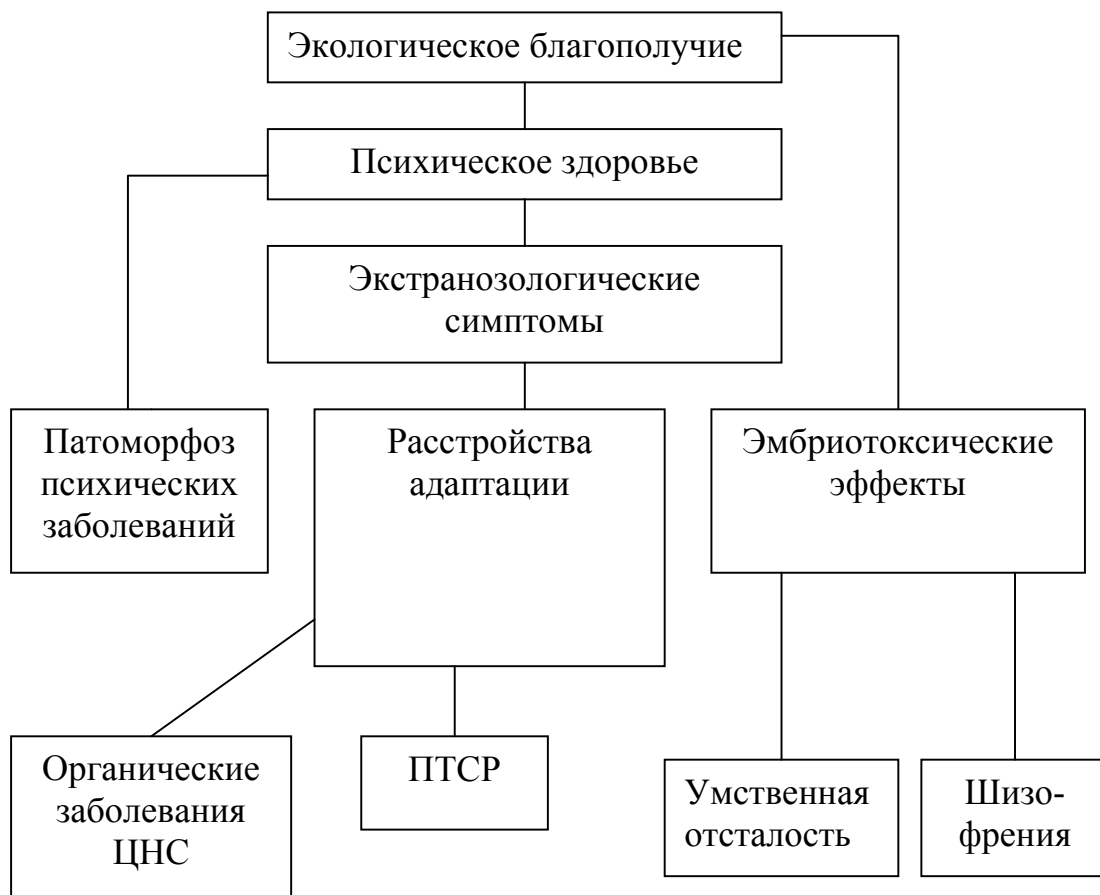 Экологическое благополучие
Психическое здоровье
Экстранозологические
симптомы
Патоморфоз
психических
заболеваний
Расстройства
адаптации
Эмбриотоксические
эффекты
Органические
заболевания
ЦНС
ПТСР
Умственная
отсталость
Шизо-
френия